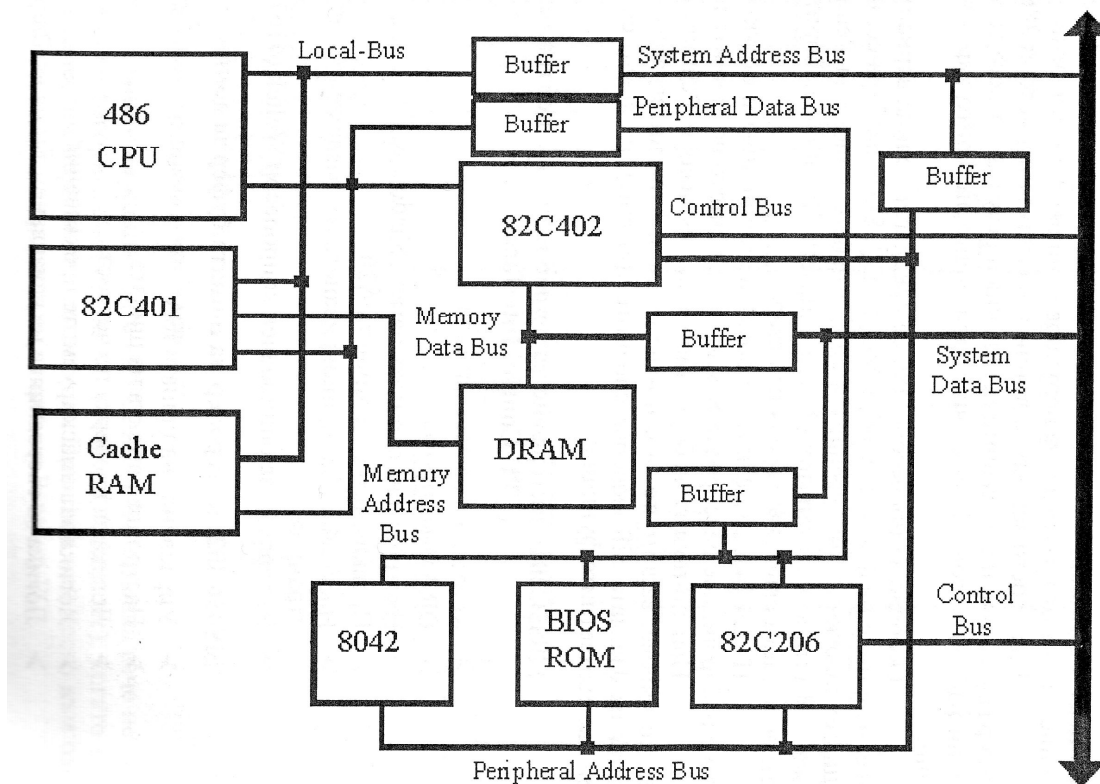 Local-Bus
Buffer
System Address Bus
486
CPU
Buffer
Peripheral Data Bus
Buffer
82C402
Control Bus
82C401
Memory
Data Bus
Buffer
System
Data Bus
Cache
RAM
DRAM
Memory
Address
Bus
Buffer
8042
BIOS
ROM
82C206
Control
Bus
Peripheral Address Bus